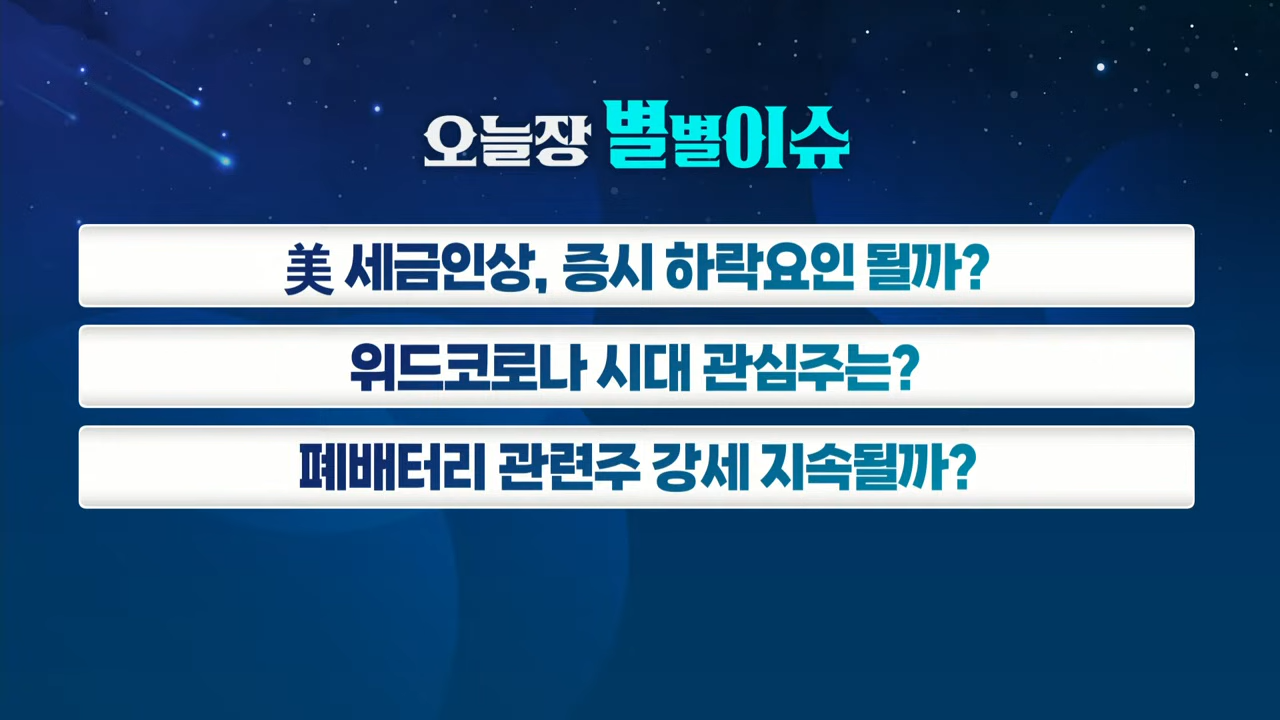 오늘장 별별이슈
美 세금인상, 증시 하락요인 될까?
위드코로나 시대 관심주는?
폐배터리 관련주 강세 지속될까?